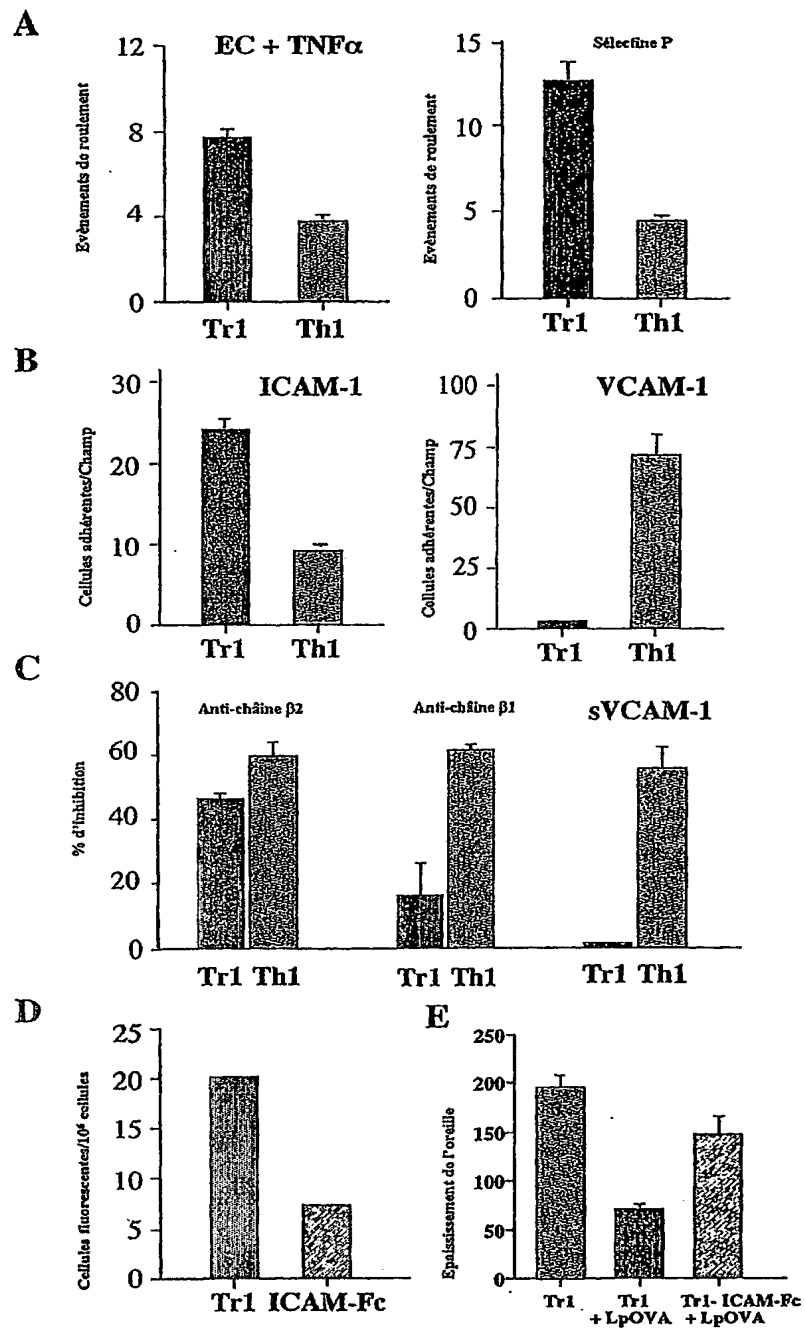 A
EC + TNFα
Evènements de roulement
12
8
4
0
Tr1 Th1
Sélectine P
Evènements de roulement
15
10
5
0
Tr1 Th1
B
ICAM-1
Cellules adhérentes/Champ
30
20
10
0
Tr1 Th1
VCAM-1
Cellules adhérentes/Champ
100
75
50
25
0
Tr1 Th1
C
% d'inhibition
80
60
40
20
0
Anti-chaîne β2
Anti-chaîne β1
sVCAM-1
Tr1 Th1
Tr1 Th1
Tr1 Th1
D
Cellules fluorescentes/10⁶ cellules
25
20
15
10
5
0
Tr1 ICAM-Fc
E
Epaississement de l'oreille
250
200
150
100
50
0
Tr1
Tr1
+ LpOVA
Tr1- ICAM-Fc
+ LpOVA